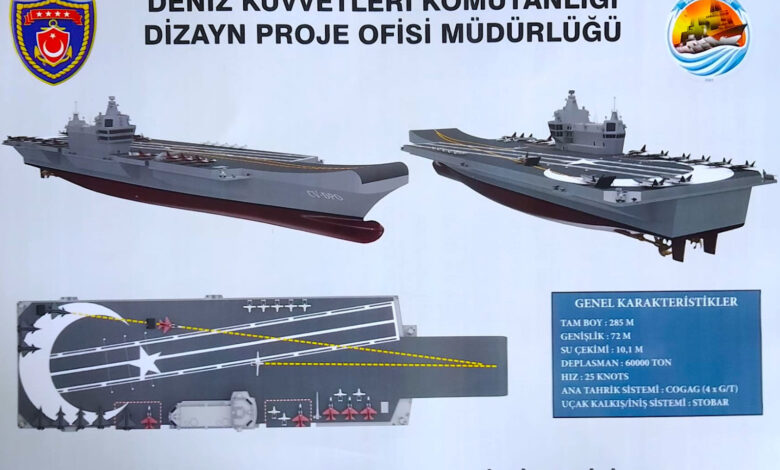 DENİZ KUVVETLERİ KOMUTANLIĞI
DİZAYN PROJE OFİSİ MÜDÜRLÜĞÜ
CV-DPO
GENEL KARAKTERİSTİKLER
TAM BOY : 285 M
GENİŞLİK : 72 M
SU ÇEKİMİ : 10,1 M
DEPLASMAN : 60000 TON
HIZ : 25 KNOTS
ANA TAHRİK SİSTEMİ : COGAG (4 x G/T)
UÇAK KALKIŞ/İNİŞ SİSTEMİ : STOBAR